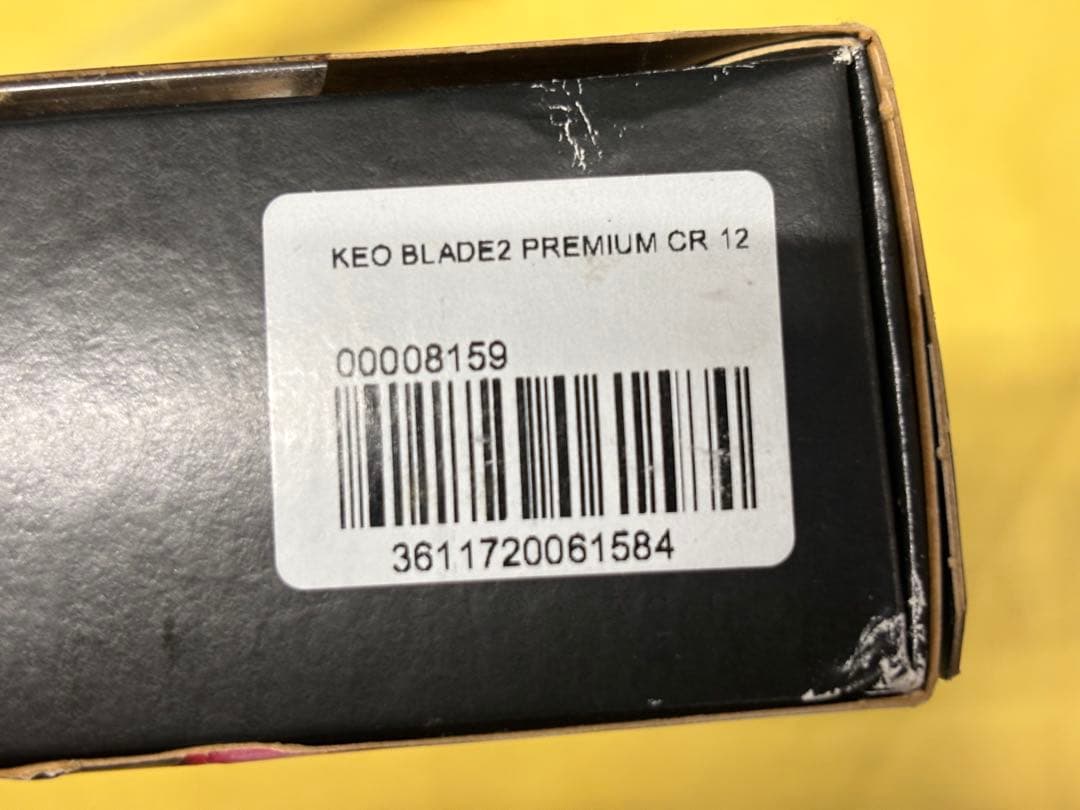 KEO BLADE2 PREMIUM CR 12
00008159
3611720061584